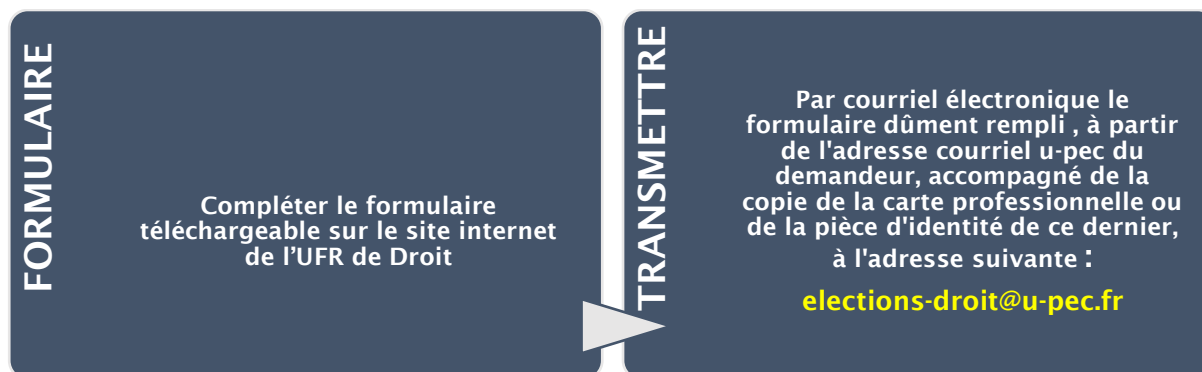 FORMULAIRE
Compléter le formulaire
téléchargeable sur le site internet
de l'UFR de Droit
TRANSMETTRE
Par courriel électronique le
formulaire dûment rempli , à partir
de l'adresse courriel u-pec du
demandeur, accompagné de la
copie de la carte professionnelle ou
de la pièce d'identité de ce dernier,
à l'adresse suivante :
elections-droit@u-pec.fr